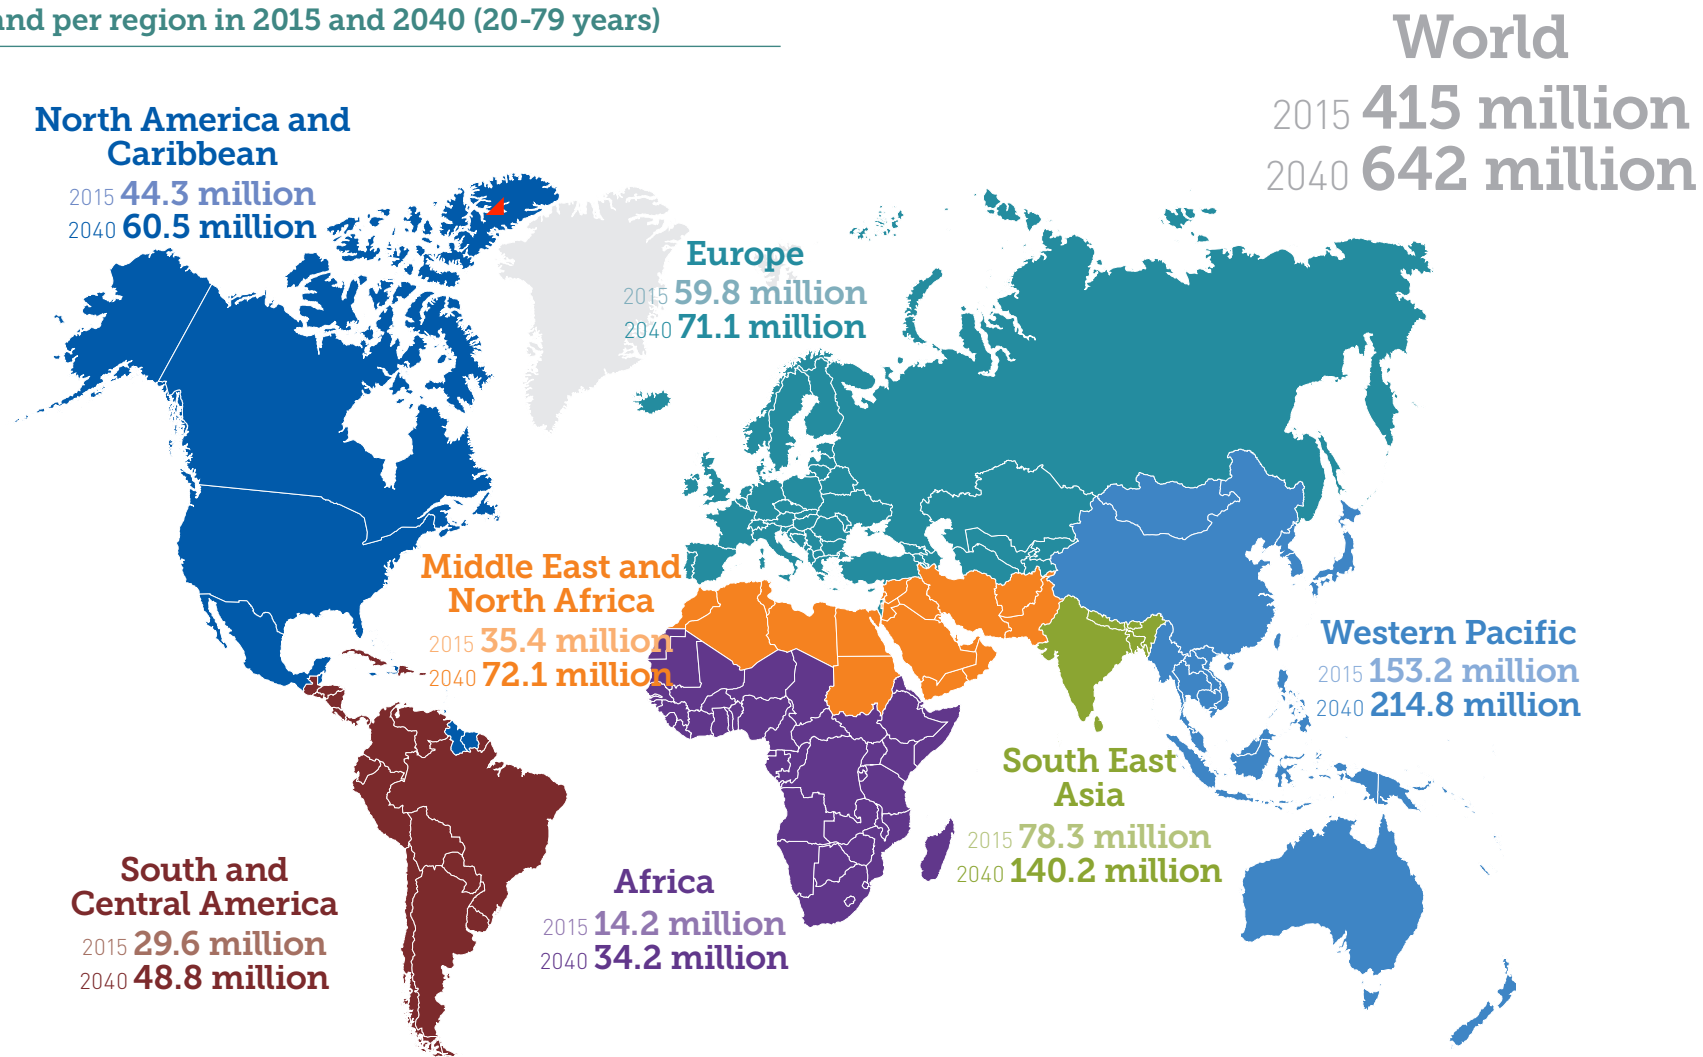 and per region in 2015 and 2040 (20-79 years)
World
2015 415 million
2040 642 million
North America and
Caribbean
2015 44.3 million
2040 60.5 million
Europe
2015 59.8 million
2040 71.1 million
Middle East and
North Africa
2015 35.4 million
2040 72.1 million
Western Pacific
2015 153.2 million
2040 214.8 million
South East
Asia
2015 78.3 million
2040 140.2 million
South and
Central America
2015 29.6 million
2040 48.8 million
Africa
2015 14.2 million
2040 34.2 million